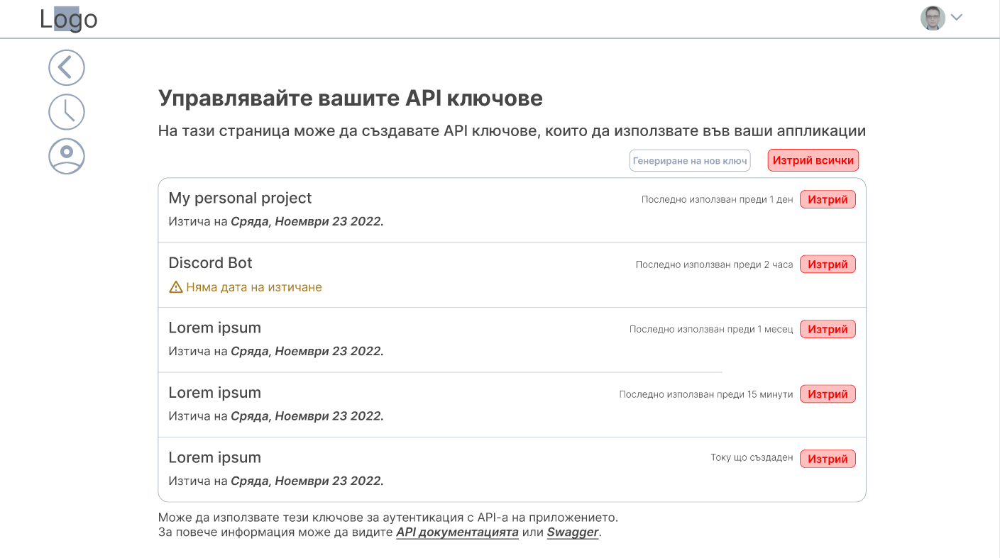 Logo
Управлявайте вашите API ключове
На тази страница може да създавате API ключове, които да използвате във ваши аппликации
Генериране на нов ключ
Изтрий всички
My personal project
Последно използван преди 1 ден
Изтрий
Изтича на Сряда, Ноември 23 2022.
Discord Bot
Последно използван преди 2 часа
Изтрий
Няма дата на изтичане
Lorem ipsum
Последно използван преди 1 месец
Изтрий
Изтича на Сряда, Ноември 23 2022.
Lorem ipsum
Последно използван преди 15 минути
Изтрий
Изтича на Сряда, Ноември 23 2022.
Lorem ipsum
Току що създаден
Изтрий
Изтича на Сряда, Ноември 23 2022.
Може да използвате тези ключове за аутентикация с API-а на приложението.
За повече информация може да видите API документацията или Swagger.